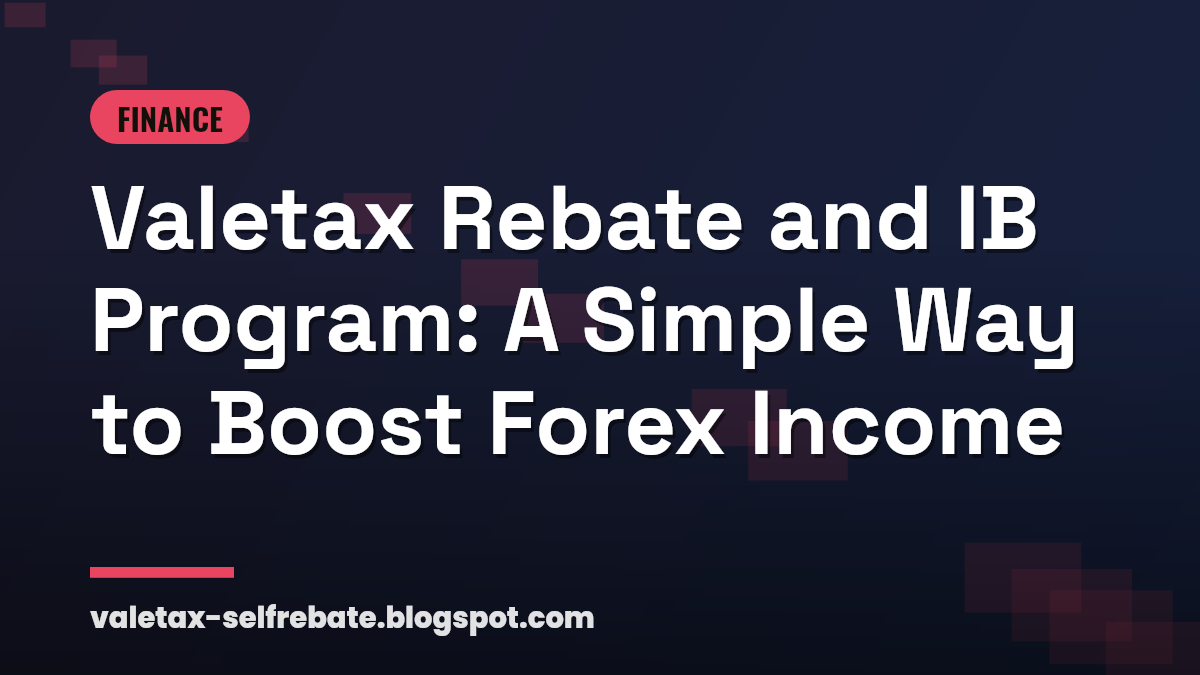 FINANCE
Valetax Rebate and IB
Program: A Simple Way
to Boost Forex Income
valetax-selfrebate.blogspot.com